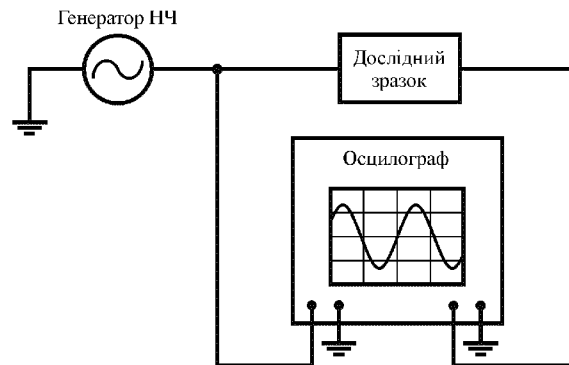 Генератор НЧ
Дослідний
зразок
Осцилограф